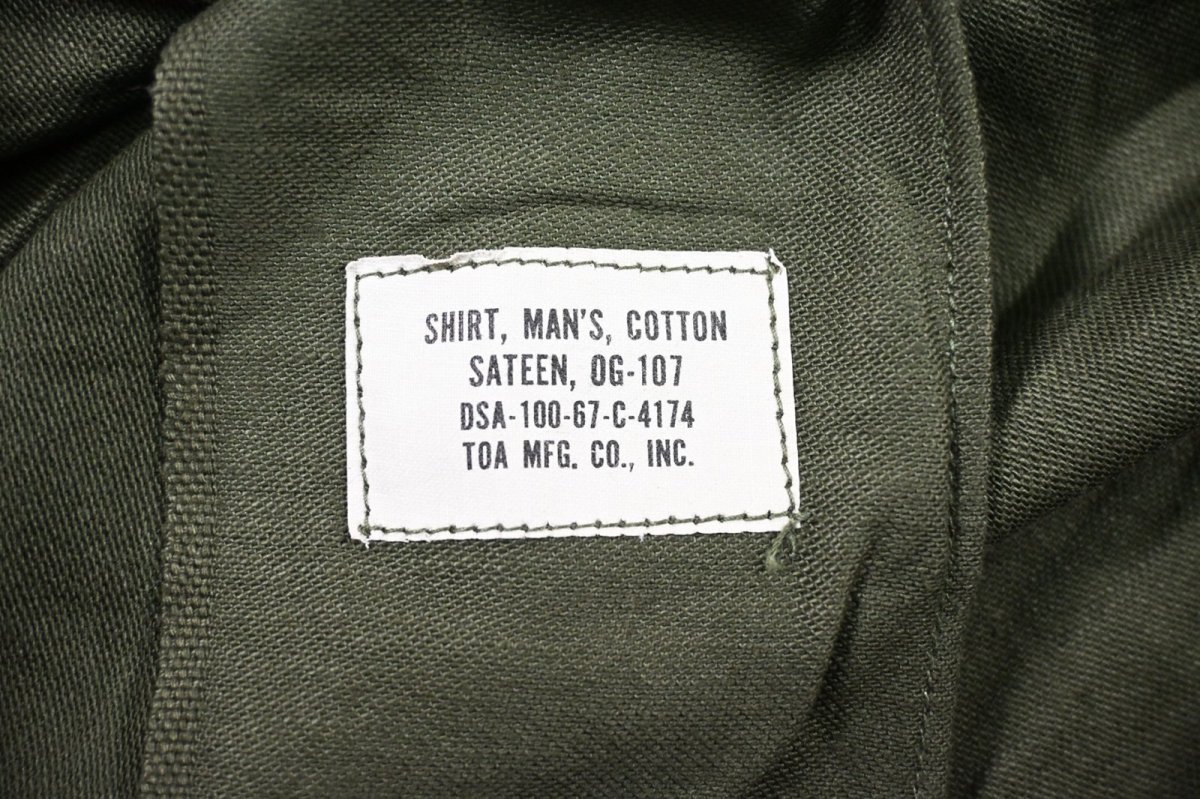 SHIRT, MAN'S, COTTON
SATEEN, OG-107
DSA-100-67-C-4174
TOA MFG. CO., INC.